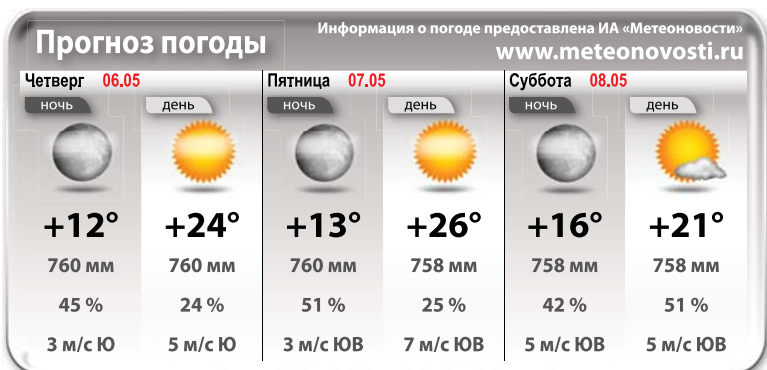 Прогноз погоды
Информация о погоде предоставлена ИА «Метеоновости»
www.meteonovosti.ru
Четверг 06.05 Пятница 07.05 Суббота 08.05
ночь день ночь день ночь день
+12° +24° +13° +26° +16° +21°
760 мм 760 мм 760 мм 758 мм 758 мм 758 мм
45 % 24 % 51 % 25 % 42 % 51 %
3 м/с Ю 5 м/с Ю 3 м/с ЮВ 7 м/с ЮВ 5 м/с ЮВ 5 м/с ЮВ